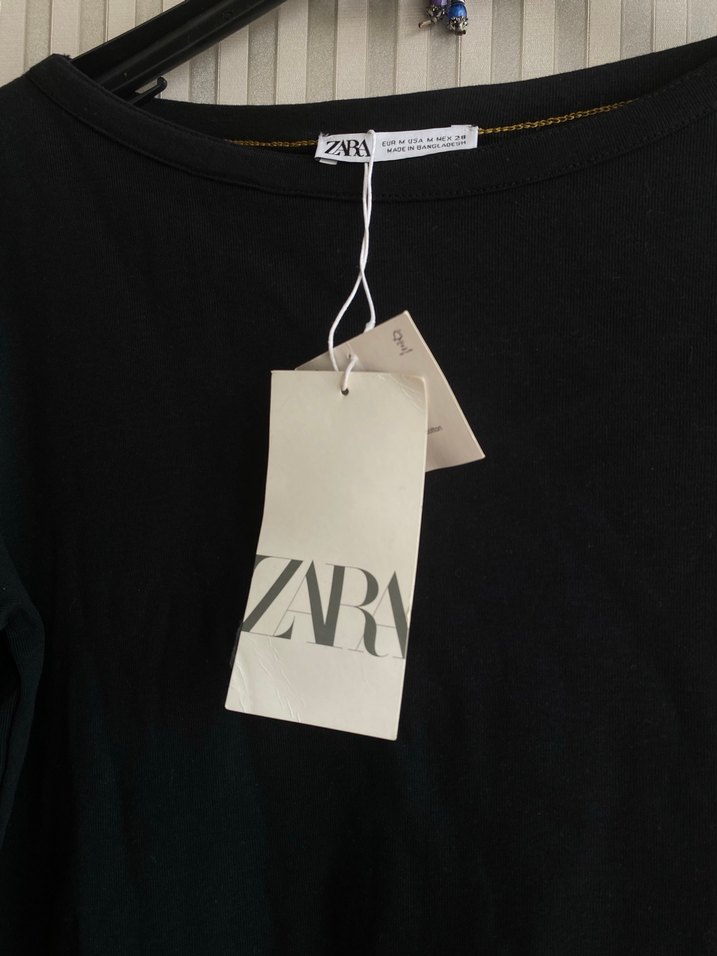 ZARA
EUR M USA M MEX 28
MADE IN BANGLADESH
ZARA